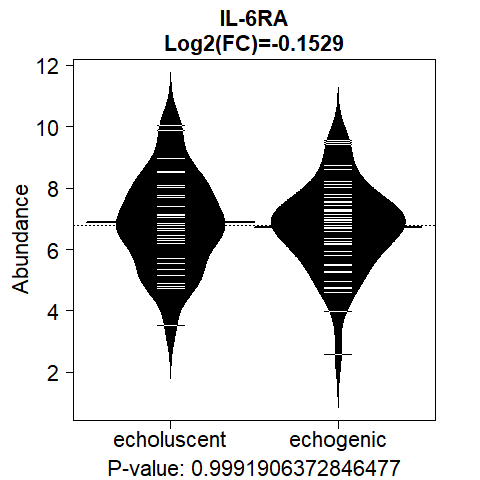 IL-6RA
Log2(FC)=-0.1529
Abundance
12
10
8
6
4
2
echoluscent echogenic
P-value: 0.9991906372846477